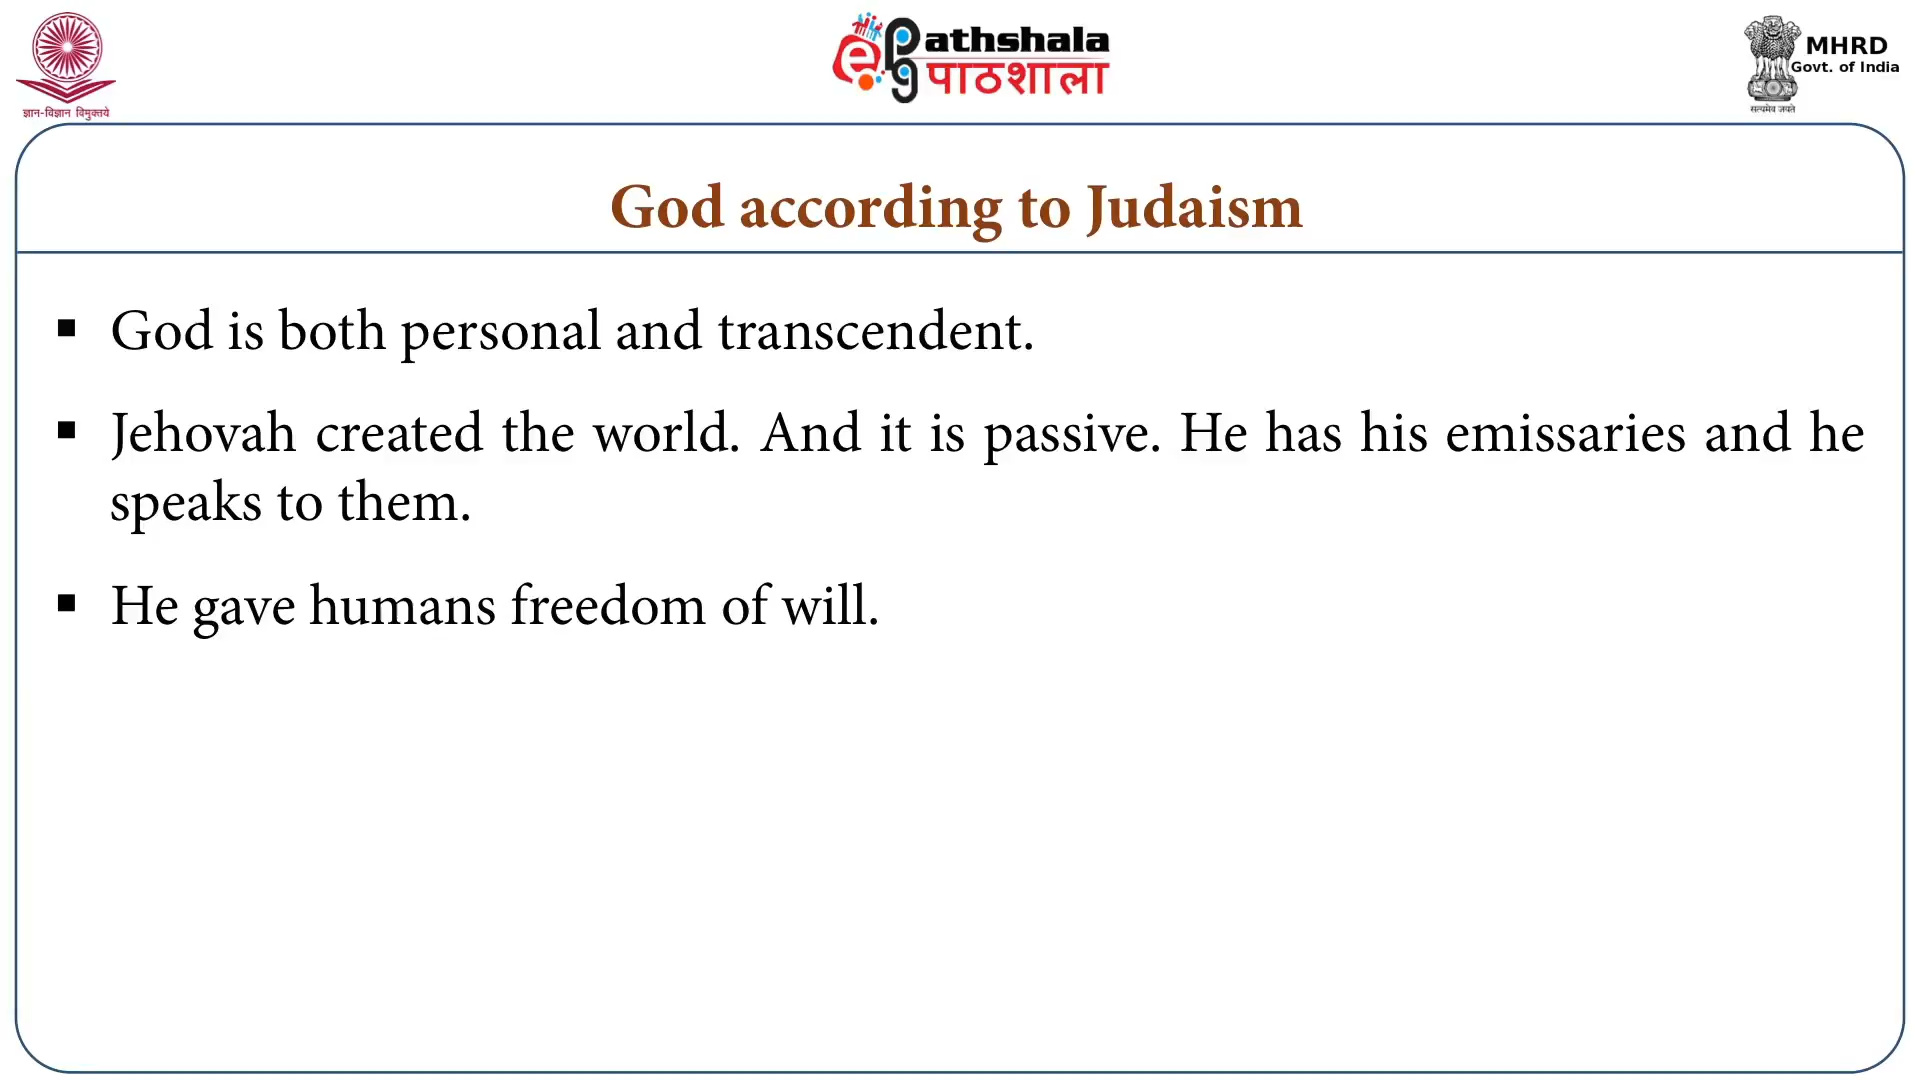 ज्ञान-विज्ञान विमुक्तये
e PG Pathshala
पाठशाला
MHRD
Govt. of India
सत्यमेव जयते
God according to Judaism
▪ God is both personal and transcendent.
▪ Jehovah created the world. And it is passive. He has his emissaries and he
speaks to them.
▪ He gave humans freedom of will.